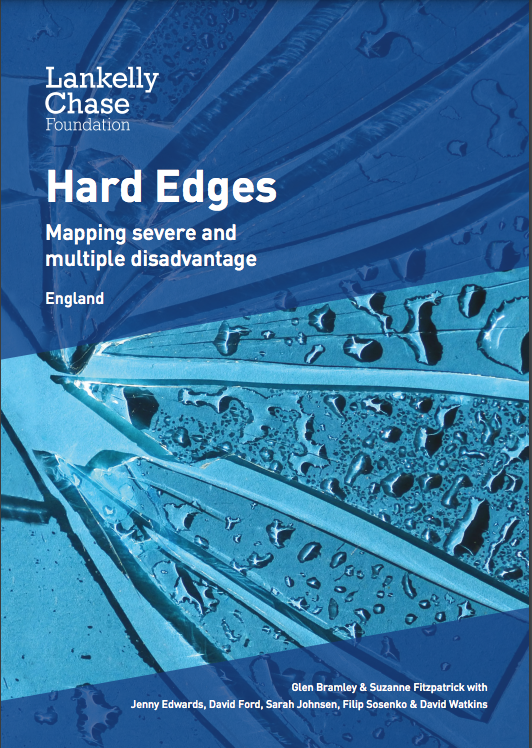 Lankelly
Chase
Foundation
Hard Edges
Mapping severe and
multiple disadvantage
England
Glen Bramley & Suzanne Fitzpatrick with
Jenny Edwards, David Ford, Sarah Johnsen, Filip Sosenko & David Watkins